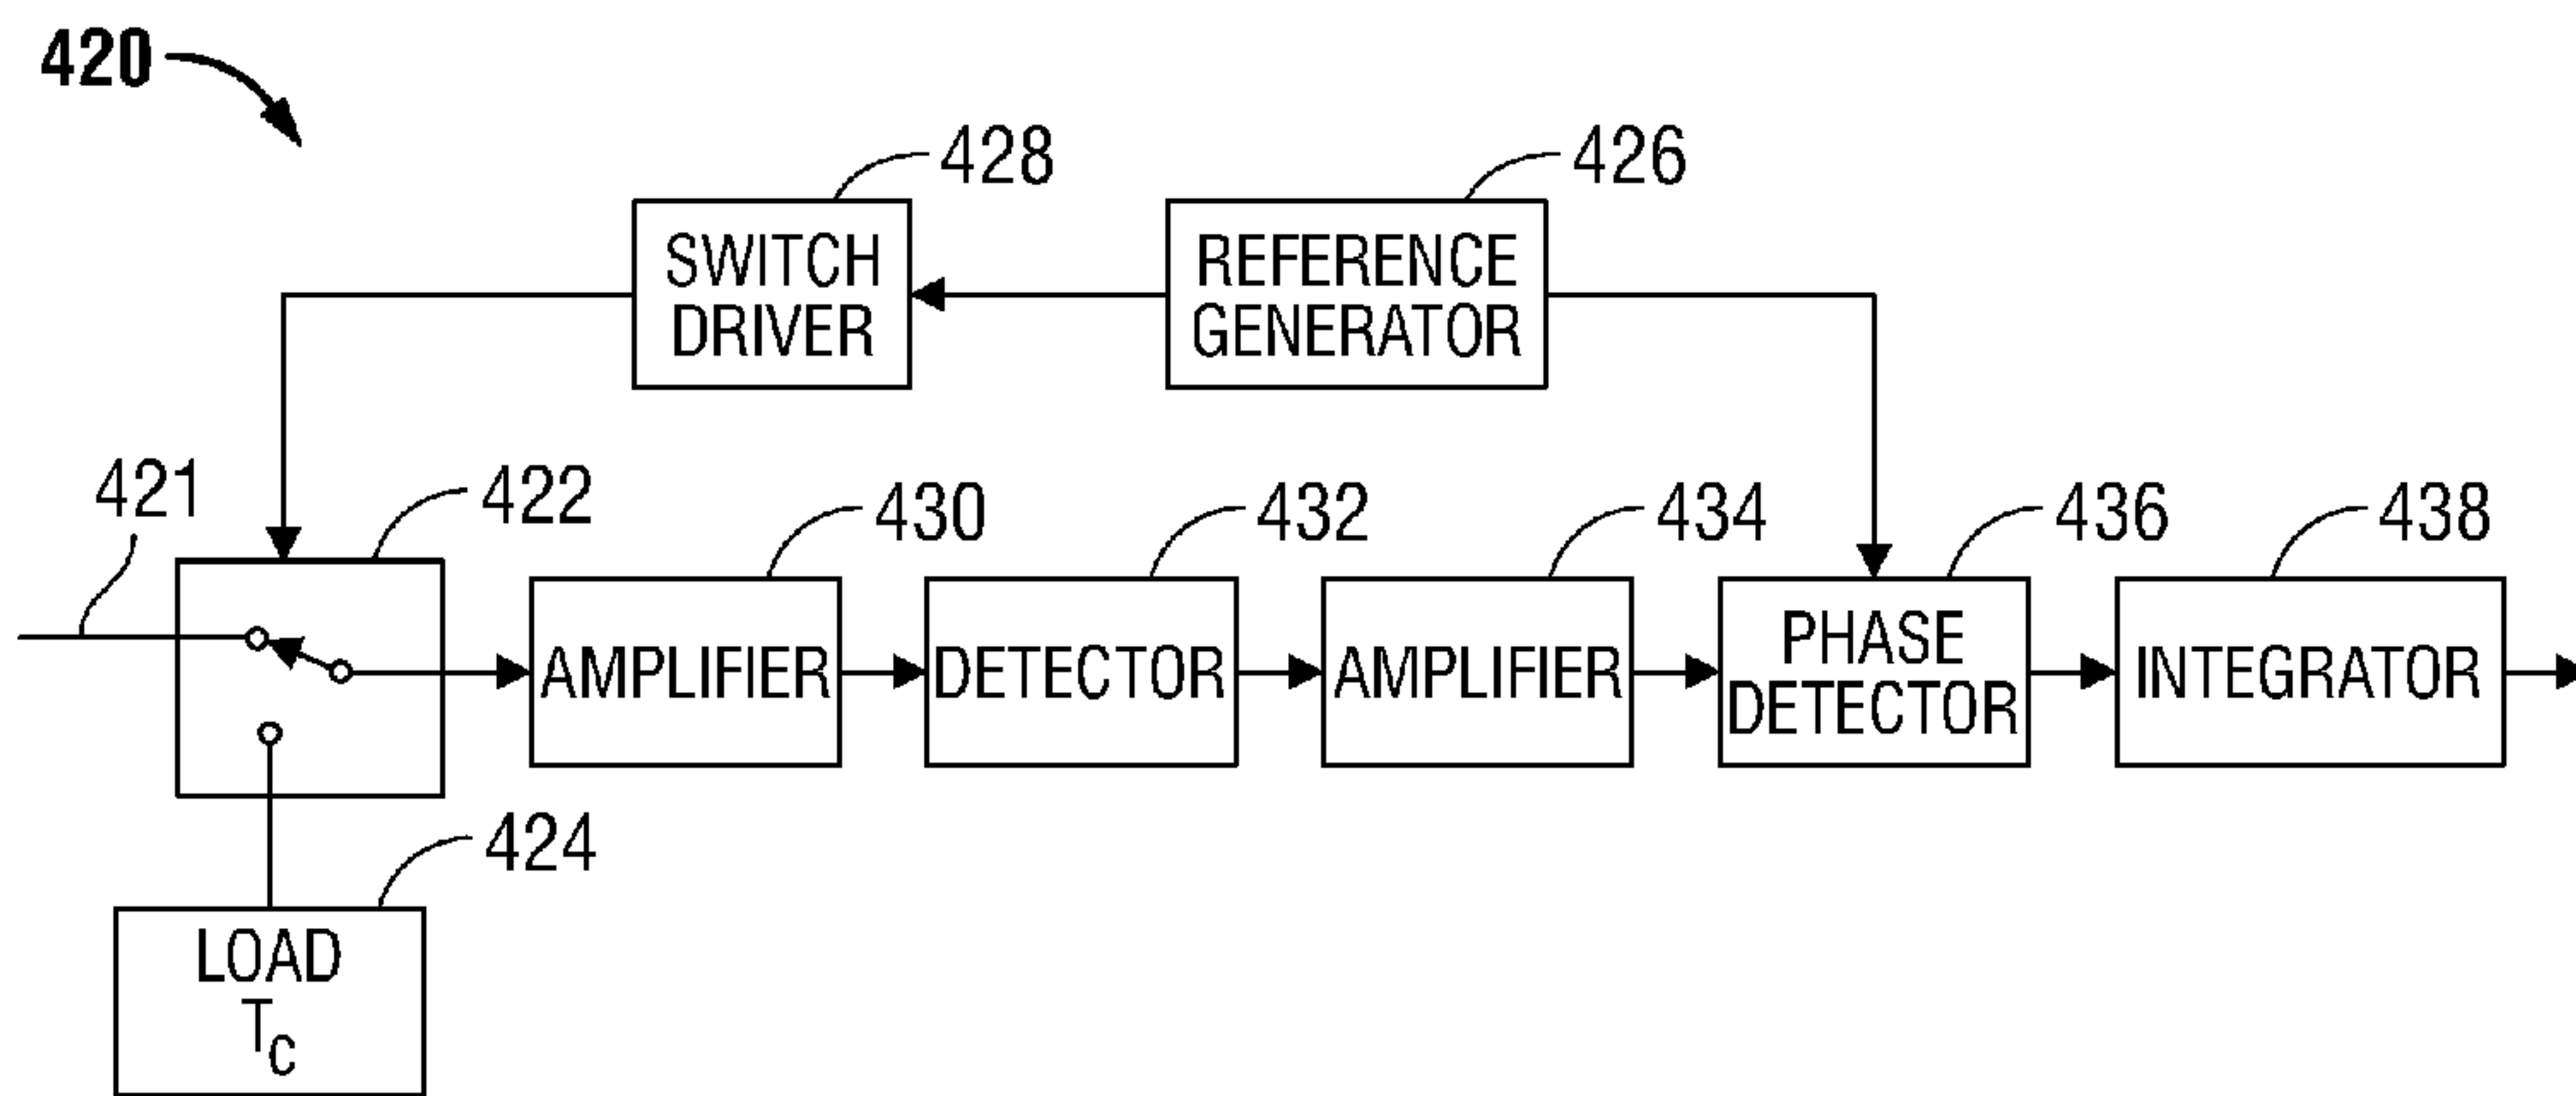 420
428
426
SWITCH
DRIVER
REFERENCE
GENERATOR
421
422
430
432
434
436
438
AMPLIFIER
DETECTOR
AMPLIFIER
PHASE
DETECTOR
INTEGRATOR
424
LOAD
Tc